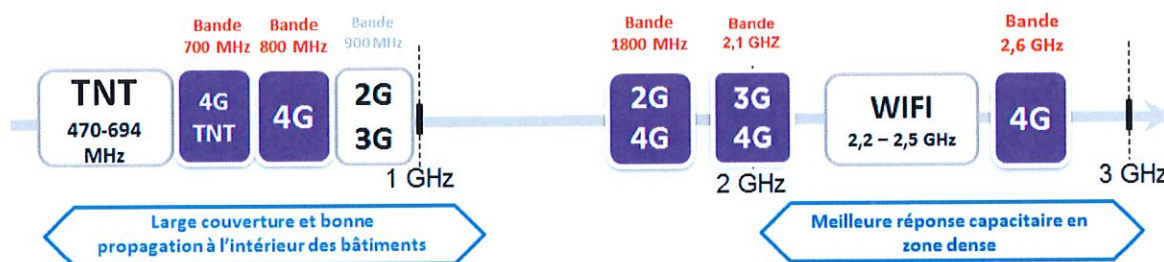 Bande
700 MHz
Bande
800 MHz
Bande
900 MHz
Bande
1800 MHz
Bande
2,1 GHZ
Bande
2,6 GHz
TNT
470-694
MHz
4G
TNT
4G
2G
3G
1 GHz
2G
4G
3G
4G
2 GHz
WIFI
2,2 – 2,5 GHz
4G
3 GHz
Large couverture et bonne
propagation à l'intérieur des bâtiments
Meilleure réponse capacitaire en
zone dense